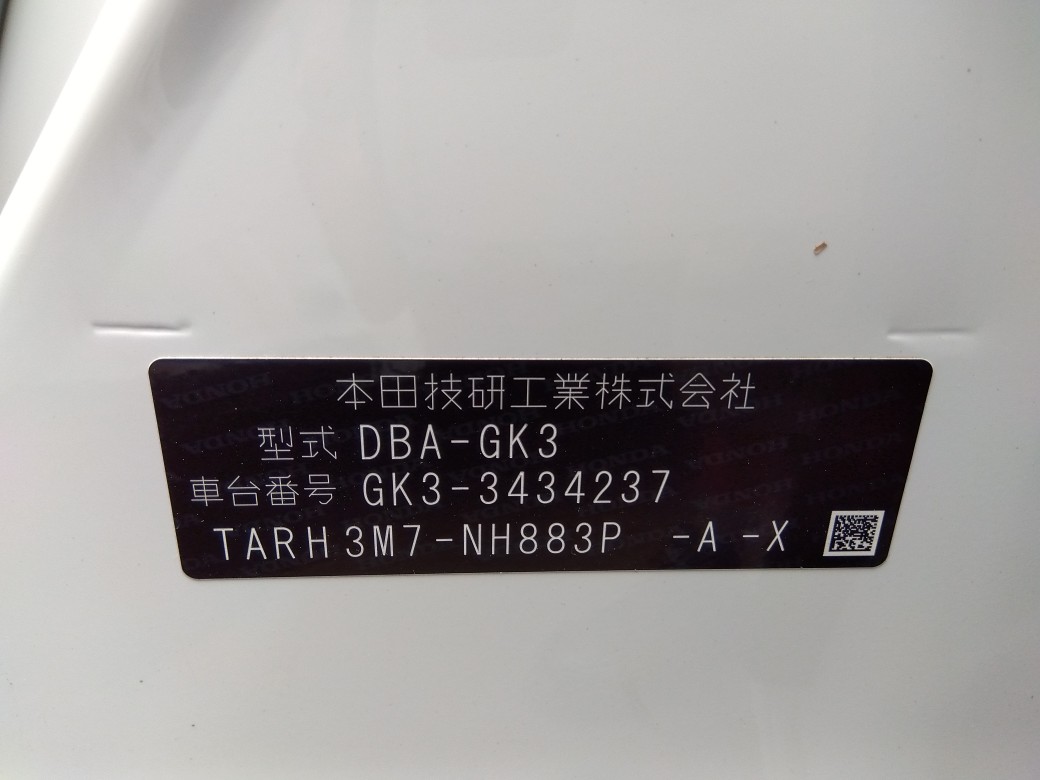 本田技研工業株式会社
型式 DBA-GK3
車台番号 GK3-3434237
TARH3M7-NH883P -A -X